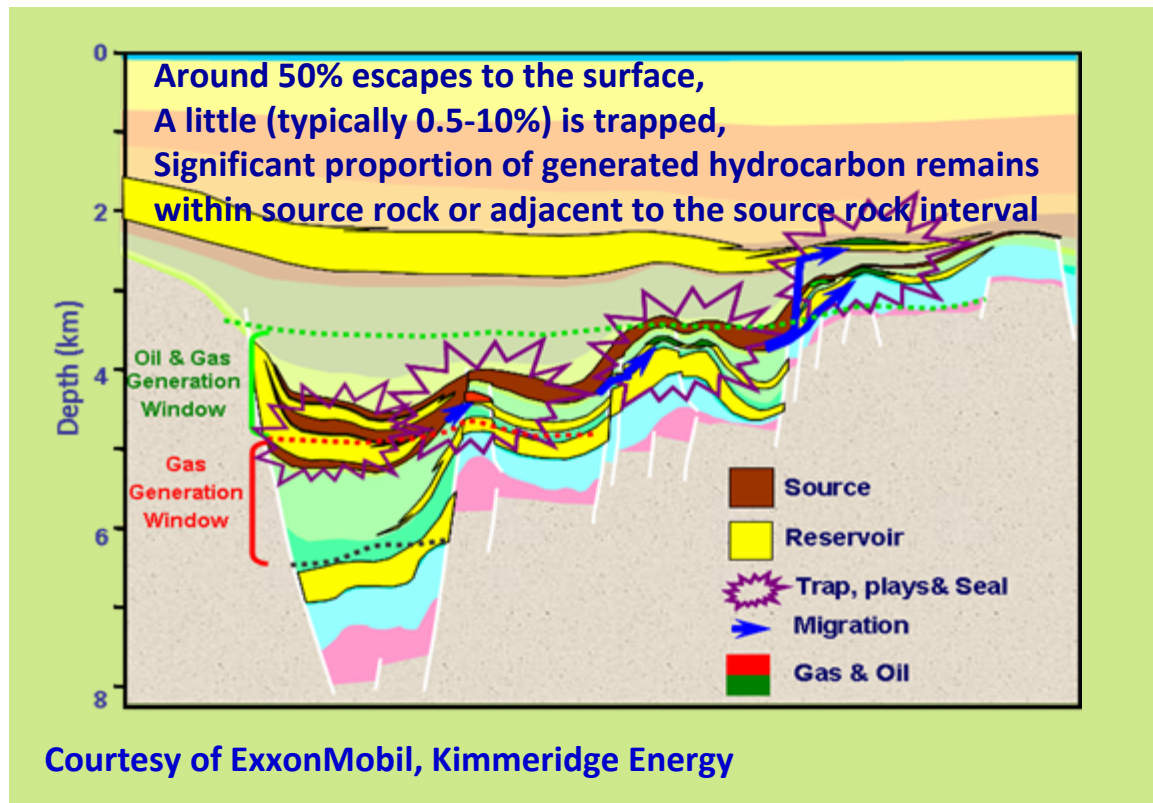 0
Around 50% escapes to the surface,
A little (typically 0.5-10%) is trapped,
Significant proportion of generated hydrocarbon remains
within source rock or adjacent to the source rock interval
2
Depth (km)
4
Oil & Gas
Generation
Window
Gas
Generation
Window
6
8
Source
Reservoir
Trap, plays& Seal
Migration
Gas & Oil
Courtesy of ExxonMobil, Kimmeridge Energy